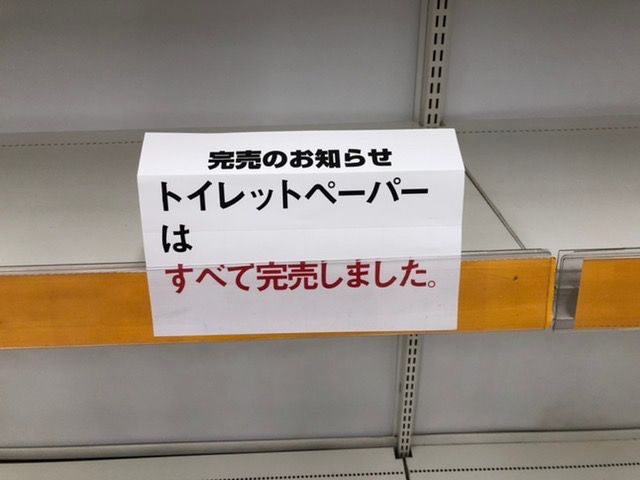 完売のお知らせ
トイレットペーパー
は
すべて完売しました。